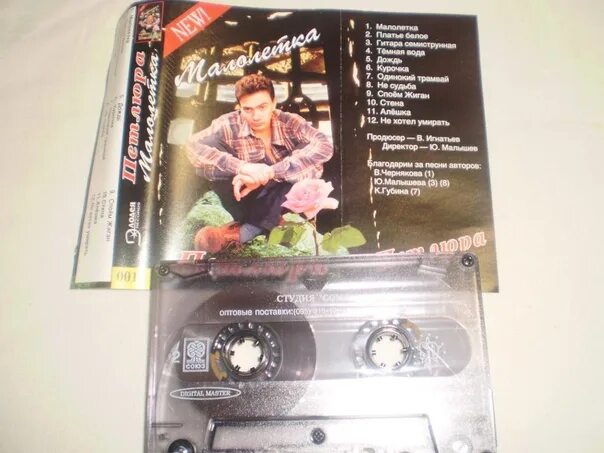 NEW!
Малолетка
1. Малолетка
2. Платье белое
3. Гитара семиструнная
4. Тёмная вода
5. Дождь
6. Курочка
7. Одинокий трамвай
8. Не судьба
9. Споём Жиган
10. Стена
11. Алёшка
12. Не хотел умирать
Продюсер — В. Игнатьев
Директор — Ю. Малышев
Благодарим за песни авторов:
В.Чернякова (1)
Ю.Малышева (3) (8)
К.Губина (7)
Петлюра
Малолетка
001
Петлюра
СТУДИЯ
оптовые поставки:
2
СОЮЗ
DIGITAL MASTER